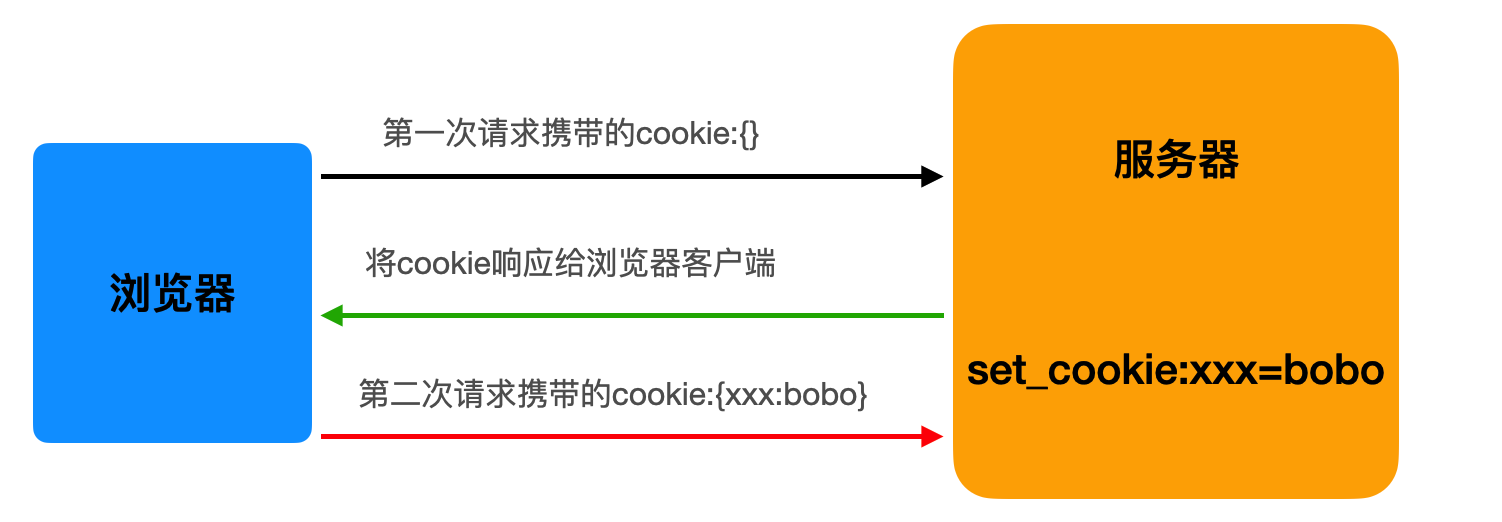 第一次请求携带的cookie:{}
服务器
将cookie响应给浏览器客户端
浏览器
set_cookie:xxx=bobo
第二次请求携带的cookie:{xxx:bobo}